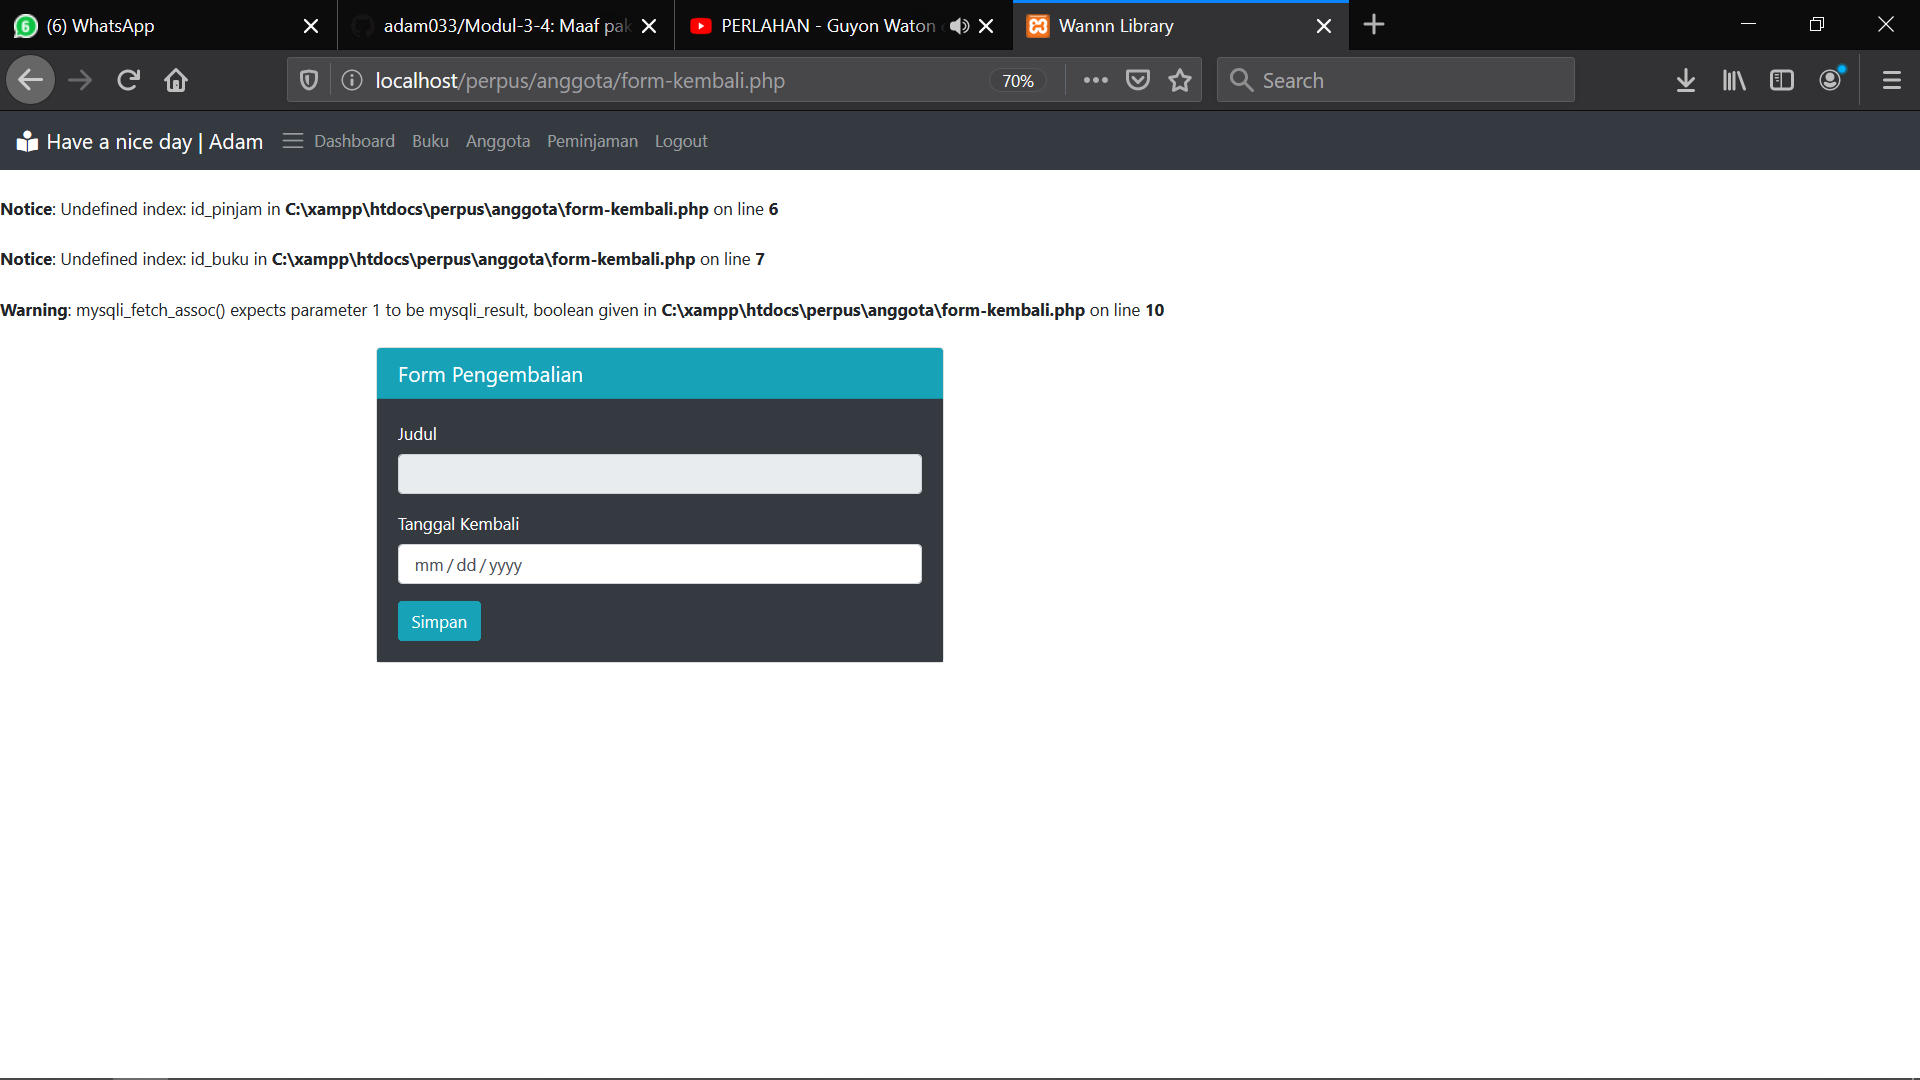 6 (6) WhatsApp
adam033/Modul-3-4: Maaf pak
PERLAHAN - Guyon Waton
Wannn Library
localhost/perpus/anggota/form-kembali.php
70%
Search
Have a nice day | Adam
Dashboard
Buku
Anggota
Peminjaman
Logout
Notice: Undefined index: id_pinjam in C:\xampp\htdocs\perpus\anggota\form-kembali.php on line 6
Notice: Undefined index: id_buku in C:\xampp\htdocs\perpus\anggota\form-kembali.php on line 7
Warning: mysqli_fetch_assoc() expects parameter 1 to be mysqli_result, boolean given in C:\xampp\htdocs\perpus\anggota\form-kembali.php on line 10
Form Pengembalian
Judul
Tanggal Kembali
mm / dd / yyyy
Simpan